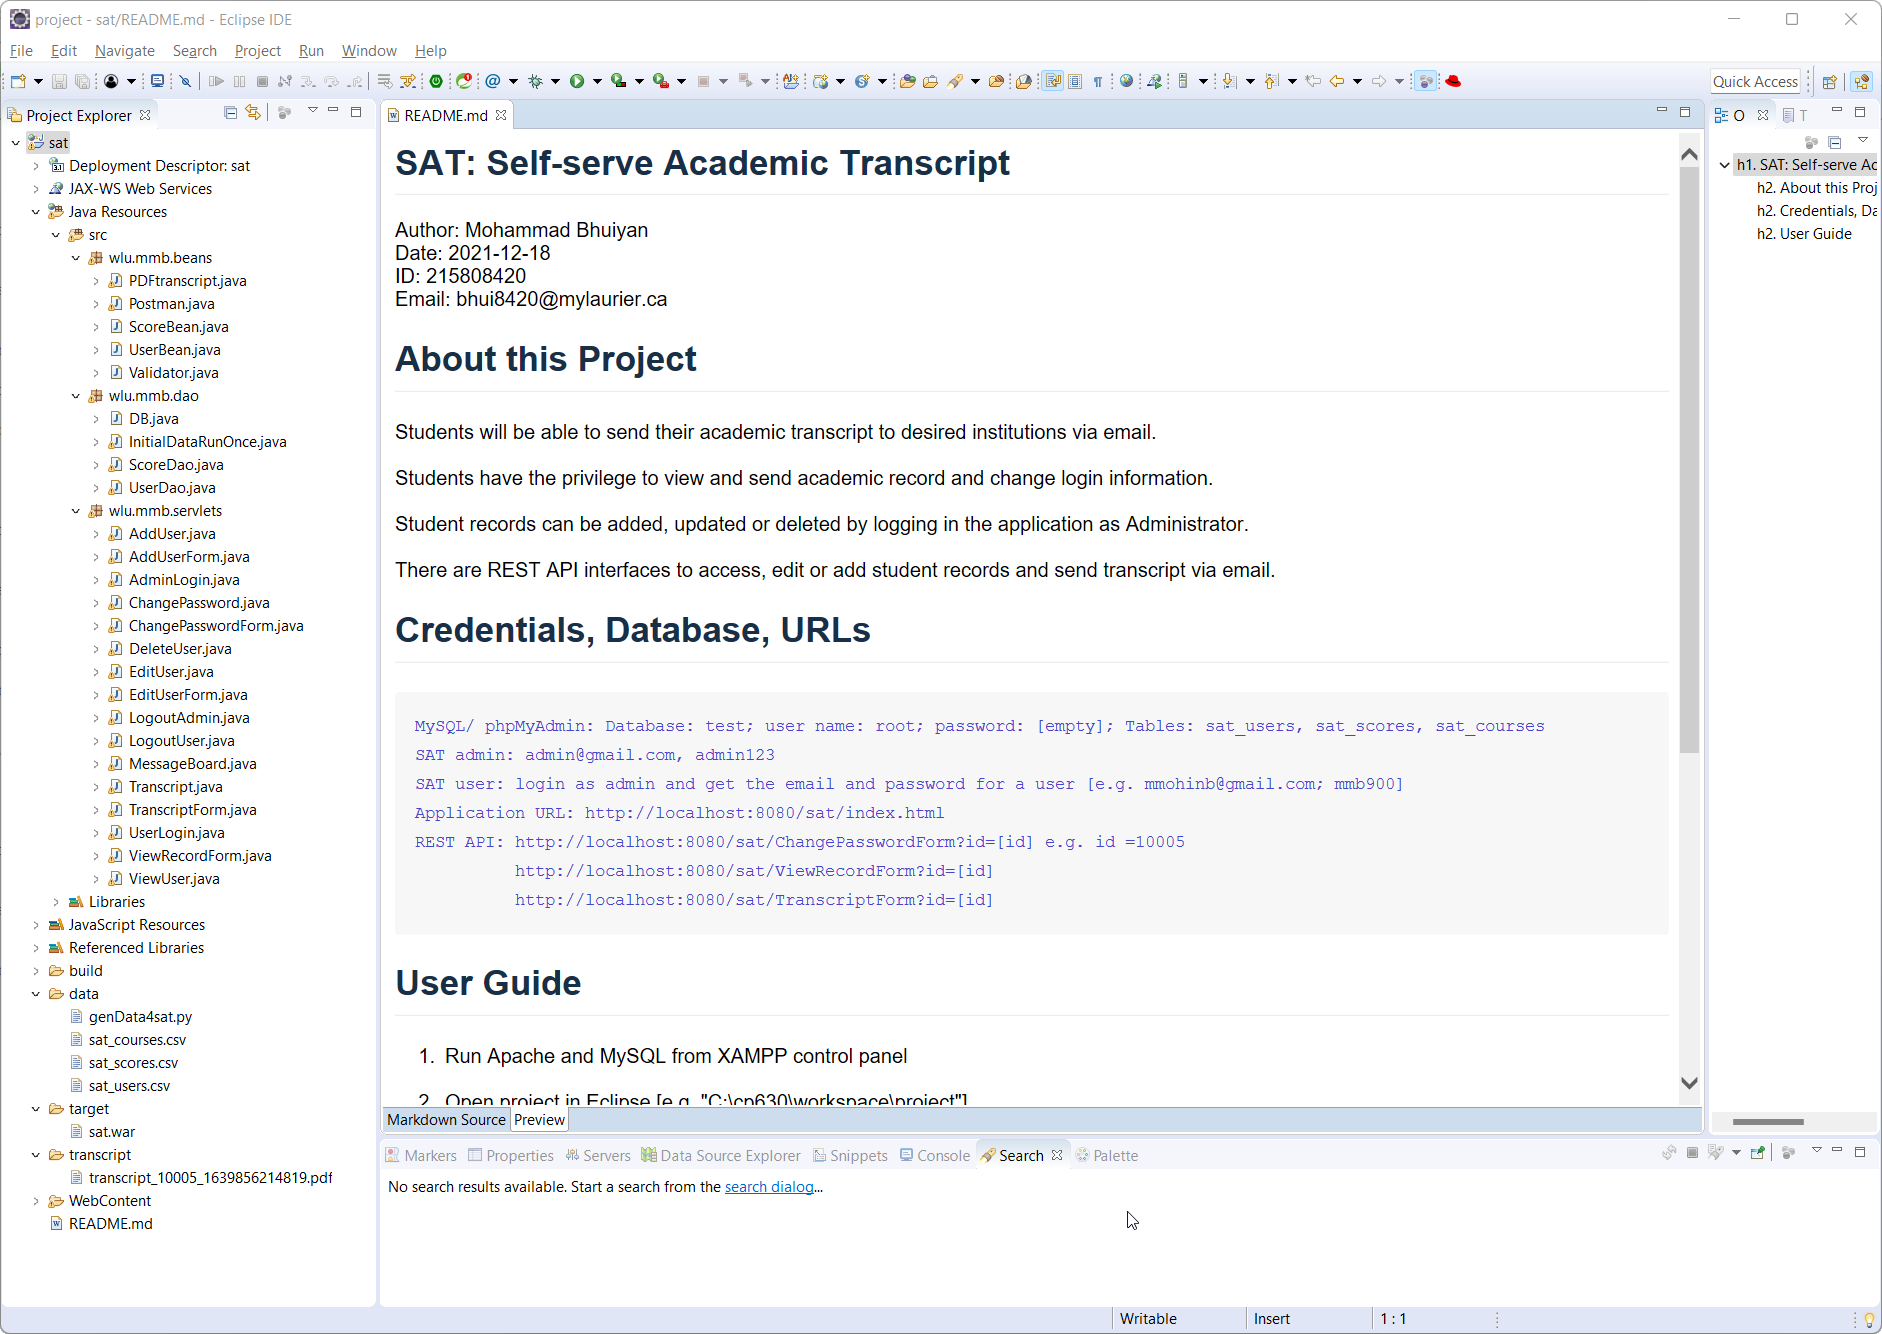 project - sat/README.md - Eclipse IDE
File Edit Navigate Search Project Run Window Help
Quick Access
Project Explorer
sat
Deployment Descriptor: sat
JAX-WS Web Services
Java Resources
src
wlu.mmb.beans
PDFtranscript.java
Postman.java
ScoreBean.java
UserBean.java
Validator.java
wlu.mmb.dao
DB.java
InitialDataRunOnce.java
ScoreDao.java
UserDao.java
wlu.mmb.servlets
AddUser.java
AddUserForm.java
AdminLogin.java
ChangePassword.java
ChangePasswordForm.java
DeleteUser.java
EditUser.java
EditUserForm.java
LogoutAdmin.java
LogoutUser.java
MessageBoard.java
Transcript.java
TranscriptForm.java
UserLogin.java
ViewRecordForm.java
ViewUser.java
Libraries
JavaScript Resources
Referenced Libraries
build
data
genData4sat.py
sat_courses.csv
sat_scores.csv
sat_users.csv
target
sat.war
transcript
transcript_10005_1639856214819.pdf
WebContent
README.md
README.md
SAT: Self-serve Academic Transcript
Author: Mohammad Bhuiyan
Date: 2021-12-18
ID: 215808420
Email: bhui8420@mylaurier.ca
About this Project
Students will be able to send their academic transcript to desired institutions via email.
Students have the privilege to view and send academic record and change login information.
Student records can be added, updated or deleted by logging in the application as Administrator.
There are REST API interfaces to access, edit or add student records and send transcript via email.
Credentials, Database, URLs
MySQL/ phpMyAdmin: Database: test; user name: root; password: [empty]; Tables: sat_users, sat_scores, sat_courses
SAT admin: admin@gmail.com, admin123
SAT user: login as admin and get the email and password for a user [e.g. mmohinb@gmail.com; mmb900]
Application URL: http://localhost:8080/sat/index.html
REST API: http://localhost:8080/sat/ChangePasswordForm?id=[id] e.g. id =10005
http://localhost:8080/sat/ViewRecordForm?id=[id]
http://localhost:8080/sat/TranscriptForm?id=[id]
User Guide
1. Run Apache and MySQL from XAMPP control panel
2. Open project in Eclipse [e.g. "C:\cp630\workspace\project"]
Markdown Source Preview
O T
h1. SAT: Self-serve Ac
h2. About this Proj
h2. Credentials, Da
h2. User Guide
Markers Properties Servers Data Source Explorer Snippets Console Search Palette
No search results available. Start a search from the search dialog...
Writable Insert 1 : 1